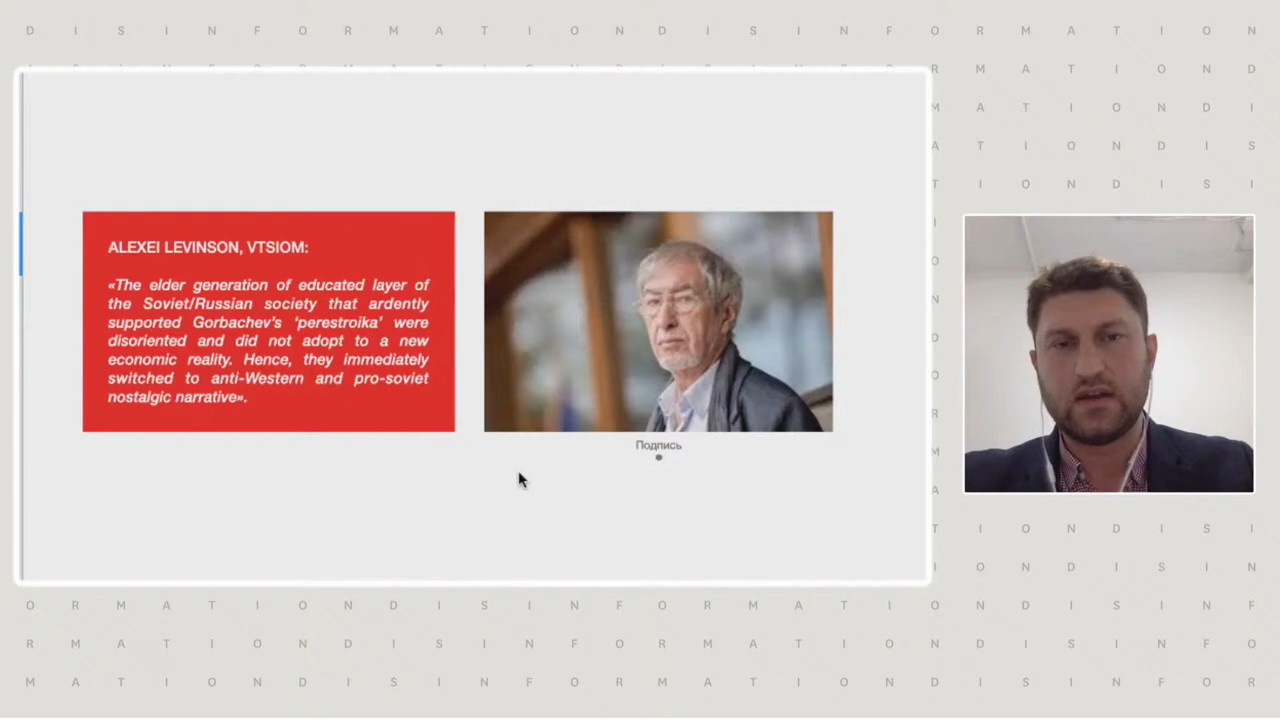 D I S I N F O R M A T I O N D I S I N F O R M A T I O N
R M A T I O N D
M A T I O N D I
A T I O N D I S
T I O N D I S I
I
O
N
D
O
R
M
A
ALEXEI LEVINSON, VTSIOM:
«The elder generation of educated layer of
the Soviet/Russian society that ardently
supported Gorbachev's 'perestroika' were
disoriented and did not adopt to a new
economic reality. Hence, they immediately
switched to anti-Western and pro-soviet
nostalgic narrative».
Подпись
T I O N D I S I
I O N D I S I N
O R M A T I O N D I S I N F O R M A T I O N D I S I N F
R M A T I O N D I S I N F O R M A T I O N D I S I N F O
M A T I O N D I S I N F O R M A T I O N D I S I N F O R